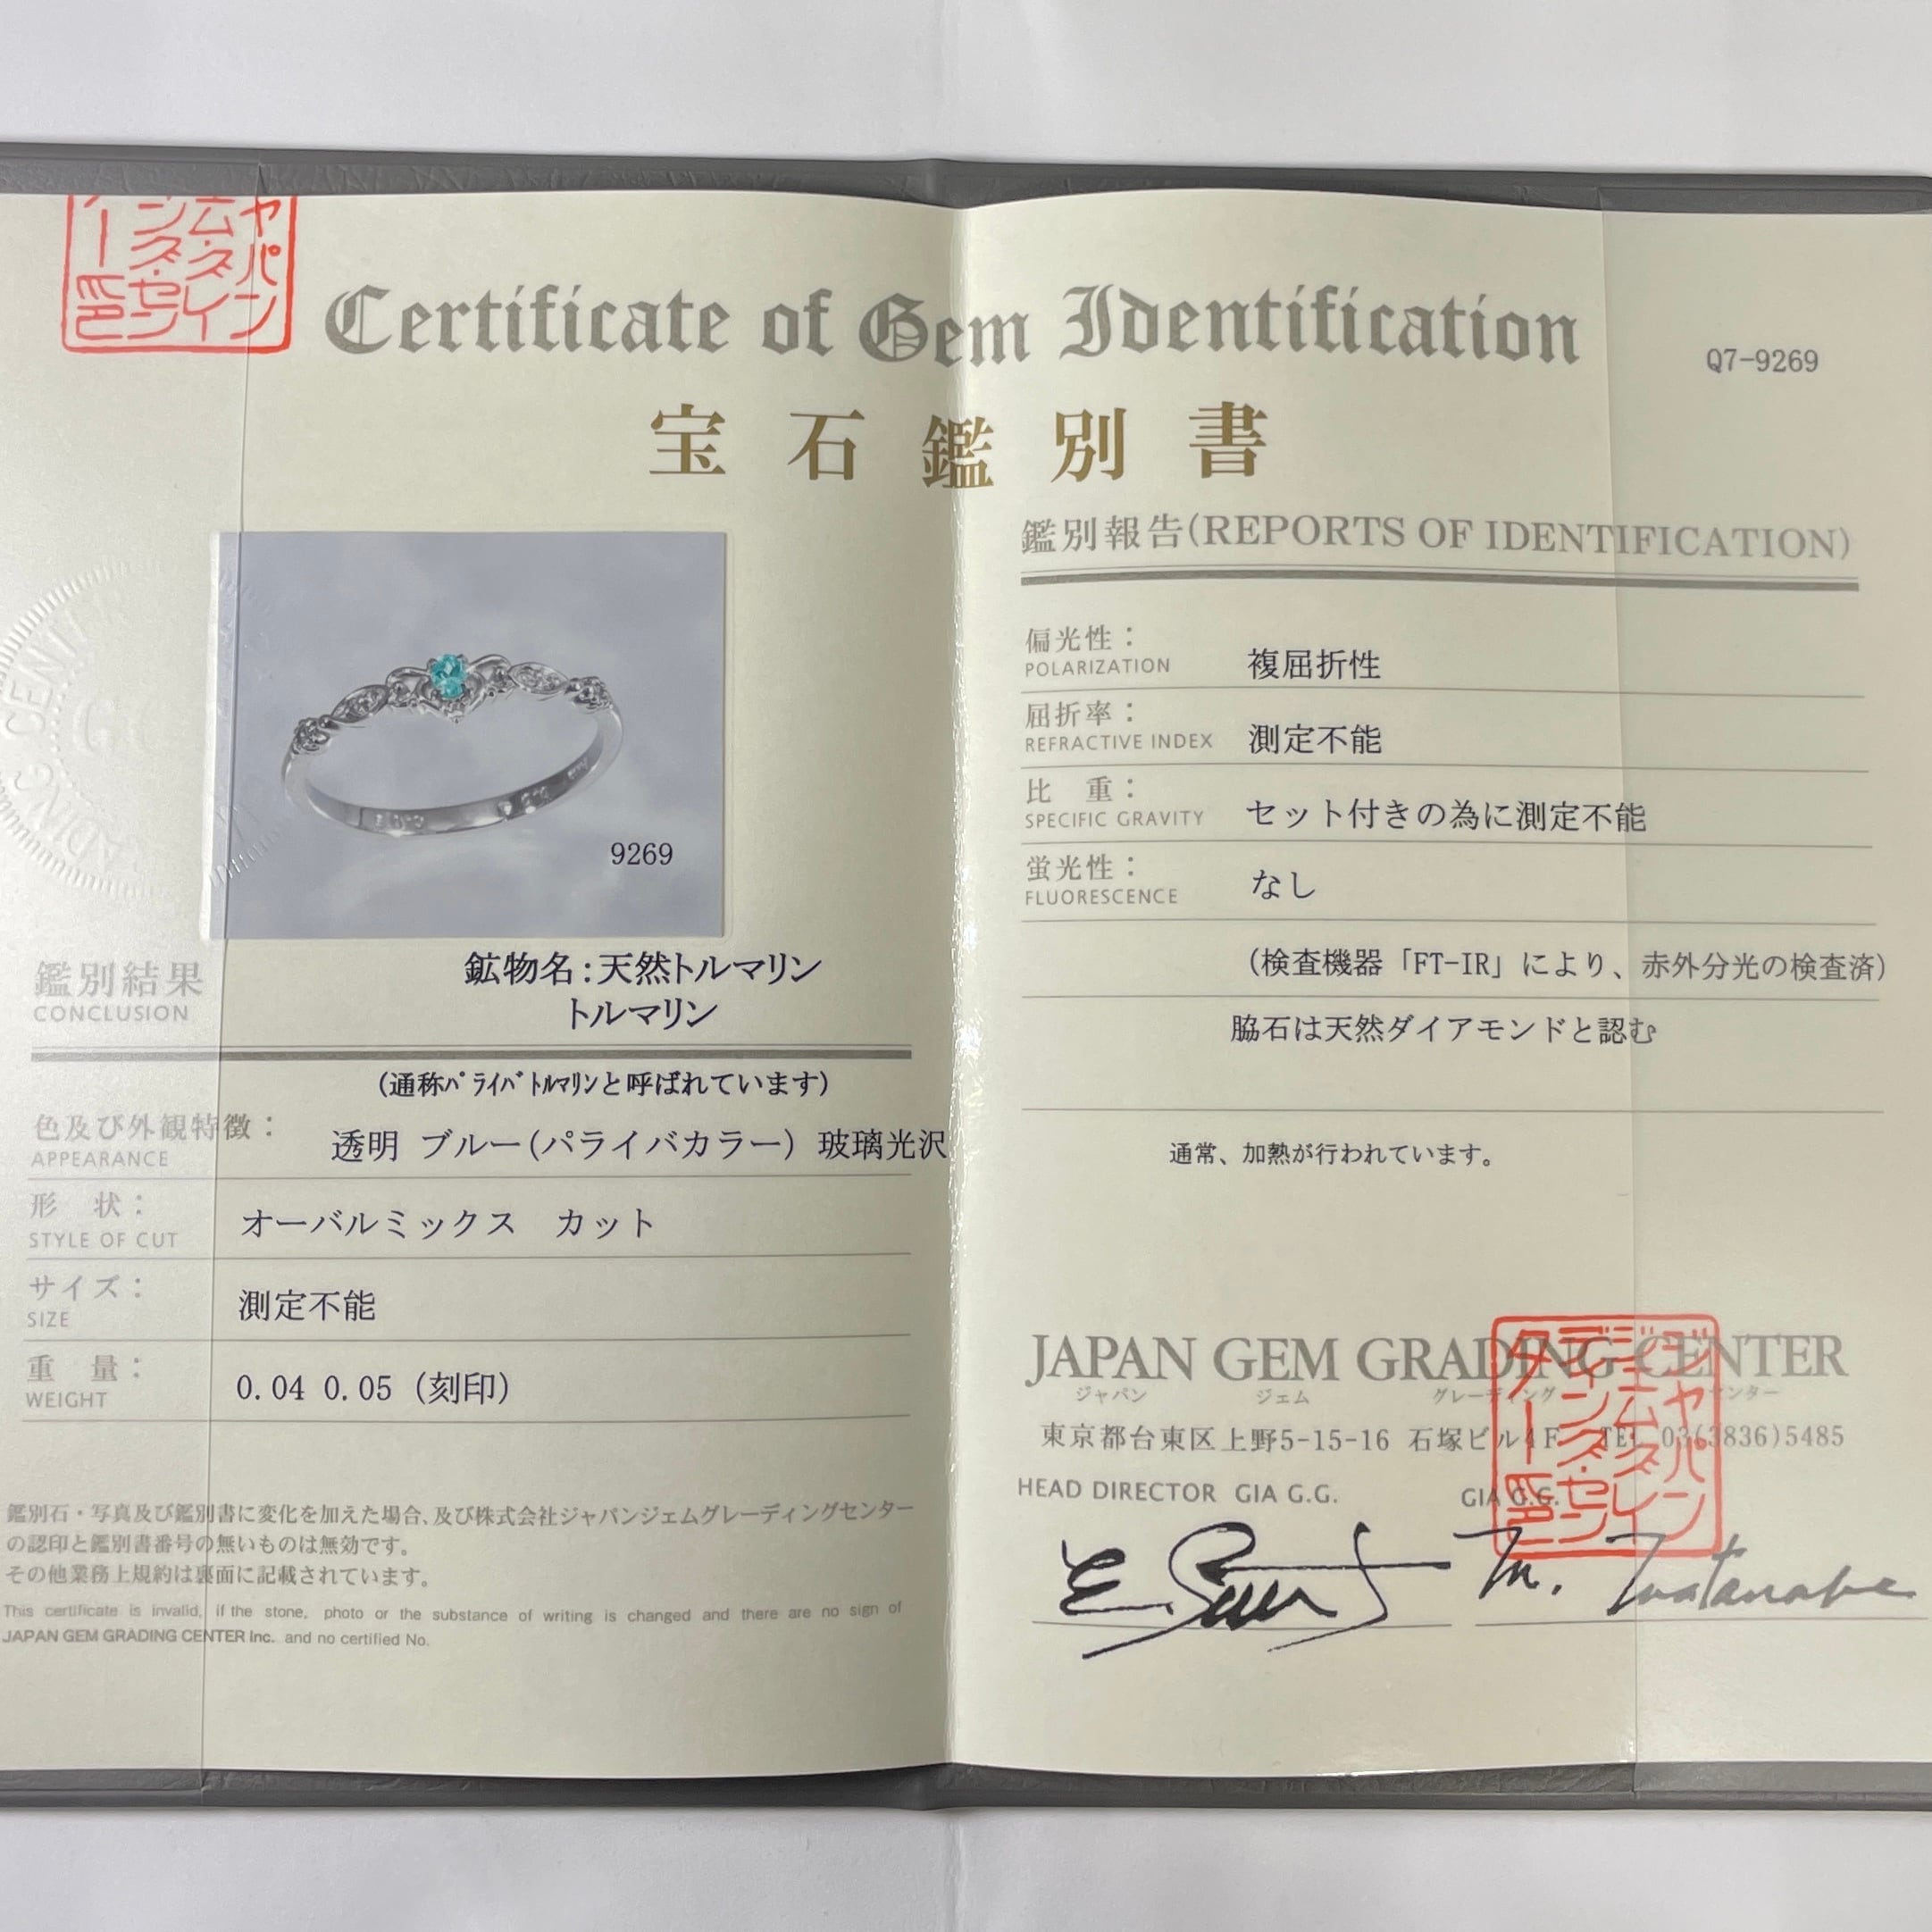 Certificate of Gem Identification
Q7-9269
宝石鑑別書
9269
鑑別結果
CONCLUSION
鉱物名:天然トルマリン
トルマリン
(通称パライバトルマリンと呼ばれています)
色及び外観特徴:
APPEARANCE
透明 ブルー(パライバカラー) 玻璃光沢
形 状:
STYLE OF CUT
オーバルミックス カット
サイズ:
SIZE
測定不能
重 量:
WEIGHT
0.04 0.05 (刻印)
鑑別石・写真及び鑑別書に変化を加えた場合、及び株式会社ジャパンジェムグレーディングセンター
の認印と鑑別書番号の無いものは無効です。
その他業務上規約は裏面に記載されています。
This certificate is invalid, if the stone, photo or the substance of writing is changed and there are no sign of
JAPAN GEM GRADING CENTER Inc. and no certified No.
鑑別報告(REPORTS OF IDENTIFICATION)
偏光性:
POLARIZATION
複屈折性
屈折率:
REFRACTIVE INDEX
測定不能
比 重:
SPECIFIC GRAVITY
セット付きの為に測定不能
蛍光性:
FLUORESCENCE
なし
(検査機器「FT-IR」により、赤外分光の検査済)
脇石は天然ダイアモンドと認む
通常、加熱が行われています。
JAPAN GEM GRADING CENTER
ジャパン ジェム グレーディング センター
東京都台東区上野5-15-16 石塚ビル4F TEL 03(3836)5485
HEAD DIRECTOR GIA G.G.
GIA G.G.
M. Watanabe